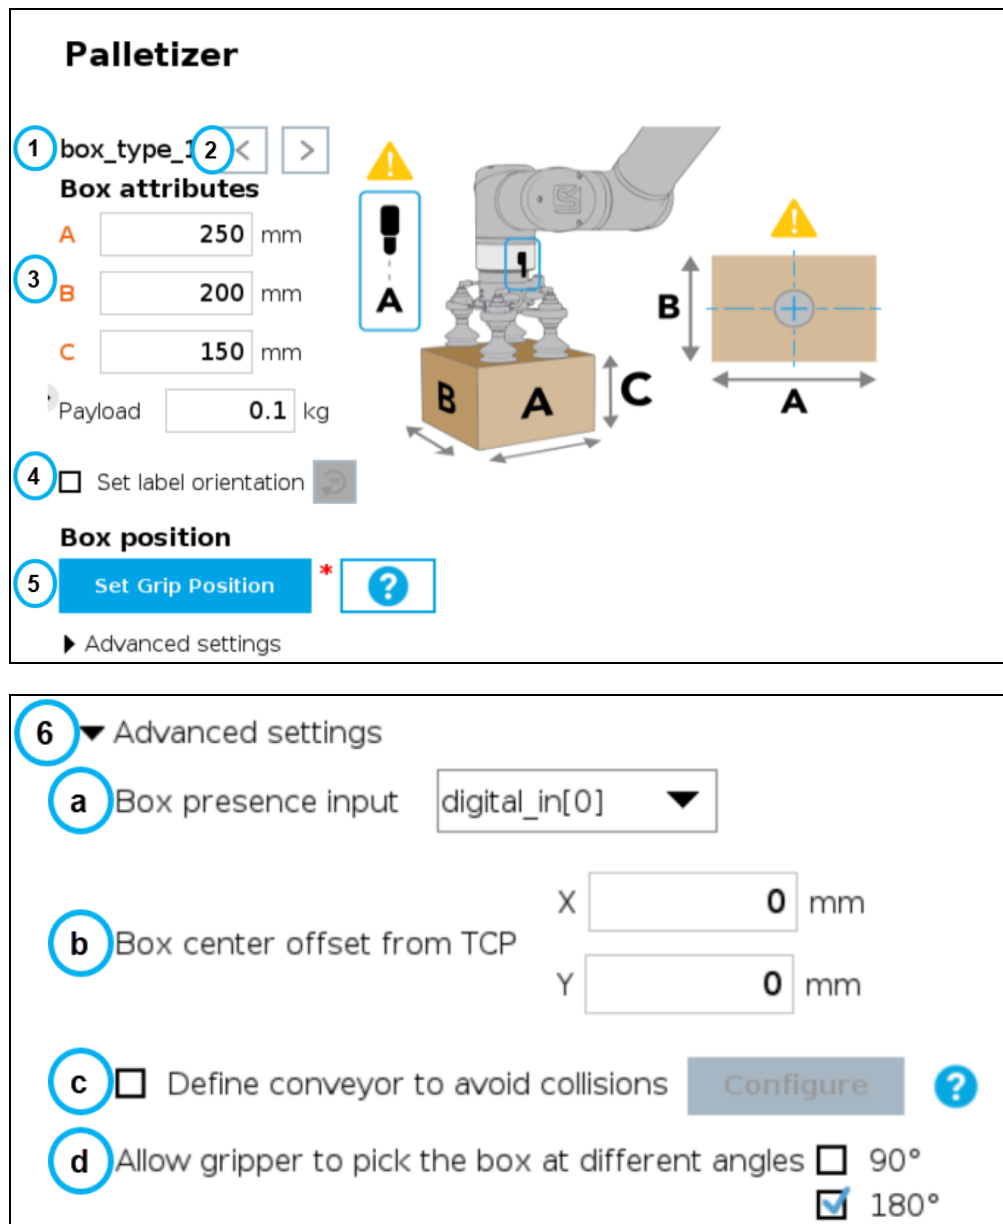 Palletizer
1 box_type_1 2 < >
Box attributes
A 250 mm
3
B 200 mm
C 150 mm
Payload 0.1 kg
4 Set label orientation
Box position
5 Set Grip Position * ?
Advanced settings
!
A
1
B A C
!
B
A
6 Advanced settings
a Box presence input digital_in[0]
X 0 mm
b Box center offset from TCP
Y 0 mm
c Define conveyor to avoid collisions Configure ?
d Allow gripper to pick the box at different angles 90°
180°